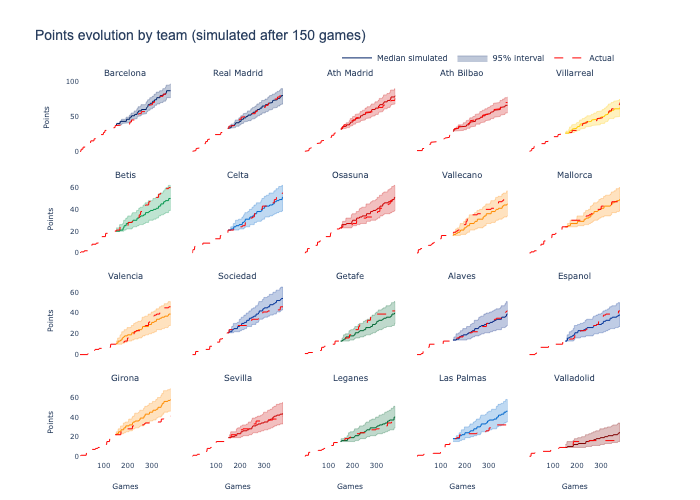 Points evolution by team (simulated after 150 games)
Median simulated 95% interval Actual
Barcelona Real Madrid Ath Madrid Ath Bilbao Villarreal
100
50
0
Points
Betis Celta Osasuna Vallecano Mallorca
60
40
20
0
Points
Valencia Sociedad Getafe Alaves Espanol
60
40
20
0
Points
Girona Sevilla Leganes Las Palmas Valladolid
60
40
20
0
Points
100 200 300 100 200 300 100 200 300 100 200 300 100 200 300
Games Games Games Games Games